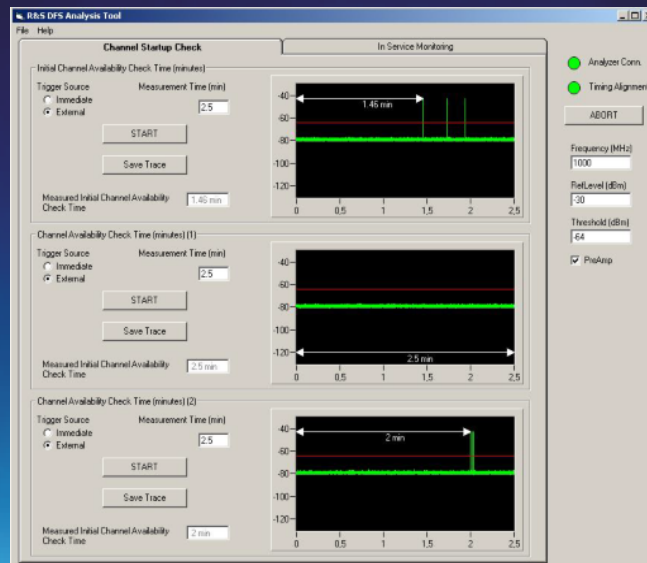 R&S DFS Analysis Tool
File Help
Channel Startup Check
In Service Monitoring
Initial Channel Availability Check Time (minutes)
Trigger Source
Measurement Time (min)
Immediate
External
2.5
START
Save Trace
Measured Initial Channel Availability
Check Time
1.46 min
-40
-60
-80
-100
-120
1.46 min
0 0,5 1 1,5 2 2,5
Channel Availability Check Time (minutes) (1)
Trigger Source
Measurement Time (min)
Immediate
External
2.5
START
Save Trace
Measured Initial Channel Availability
Check Time
2.5 min
-40
-60
-80
-100
-120
2.5 min
0 0,5 1 1,5 2 2,5
Channel Availability Check Time (minutes) (2)
Trigger Source
Measurement Time (min)
Immediate
External
2.5
START
Save Trace
Measured Initial Channel Availability
Check Time
2 min
-40
-60
-80
-100
-120
2 min
0 0,5 1 1,5 2 2,5
Analyzer Conn.
Timing Alignment
ABORT
Frequency (MHz)
1000
RefLevel (dBm)
-30
Threshold (dBm)
-64
PreAmp